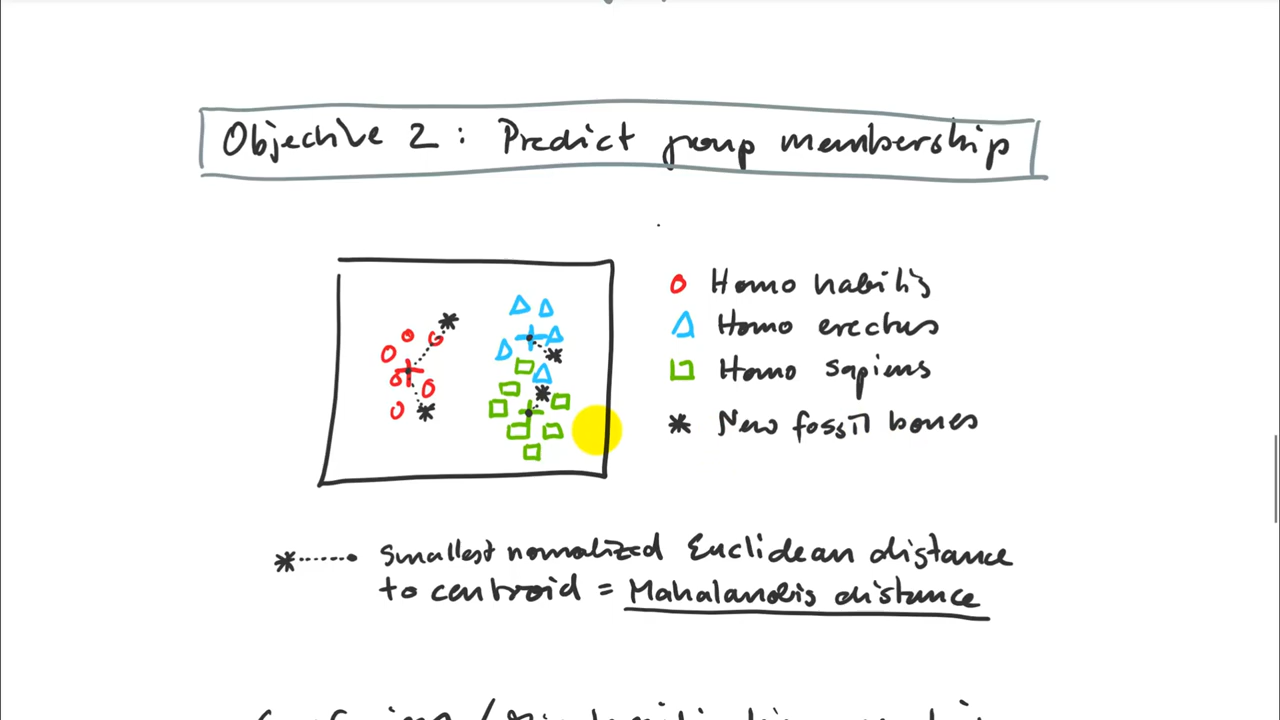 Objective 2: Predict group membership
Homo habilis
Homo erectus
Homo sapiens
New fossil bones
smallest normalized Euclidean distance
to centroid = Mahalanobis distance